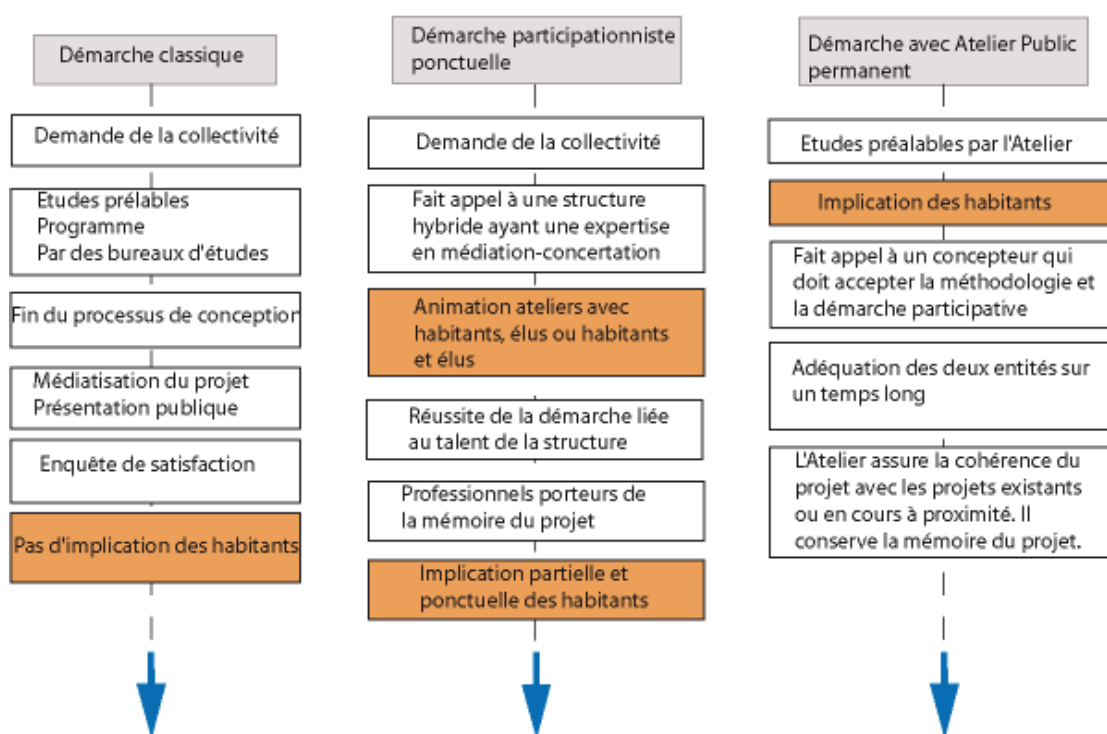 Démarche classique
Demande de la collectivité
Etudes prélables
Programme
Par des bureaux d'études
Fin du processus de conception
Médiatisation du projet
Présentation publique
Enquête de satisfaction
Pas d'implication des habitants
Démarche participationniste
ponctuelle
Demande de la collectivité
Fait appel à une structure
hybride ayant une expertise
en médiation-concertation
Animation ateliers avec
habitants, élus ou habitants
et élus
Réussite de la démarche liée
au talent de la structure
Professionnels porteurs de
la mémoire du projet
Implication partielle et
ponctuelle des habitants
Démarche avec Atelier Public
permanent
Etudes préalables par l'Atelier
Implication des habitants
Fait appel à un concepteur qui
doit accepter la méthodologie et
la démarche participative
Adéquation des deux entités sur
un temps long
L'Atelier assure la cohérence du
projet avec les projets existants
ou en cours à proximité. Il
conserve la mémoire du projet.